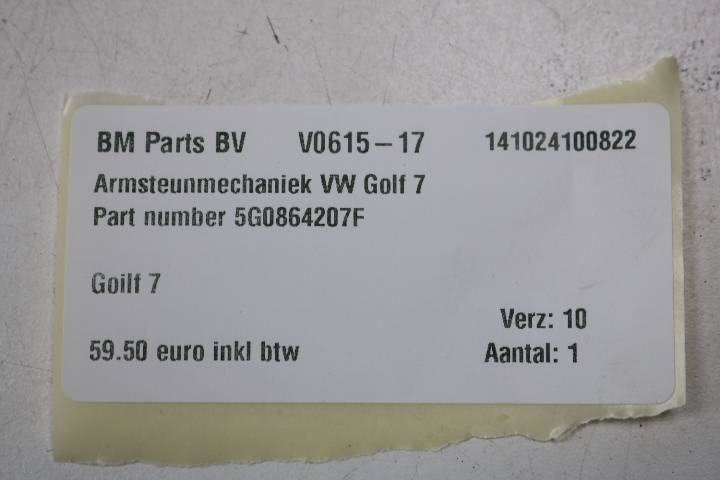 BM Parts BV V0615-17 141024100822
Armsteunmechaniek VW Golf 7
Part number 5G0864207F
Goilf 7
Verz: 10
59.50 euro inkl btw Aantal: 1